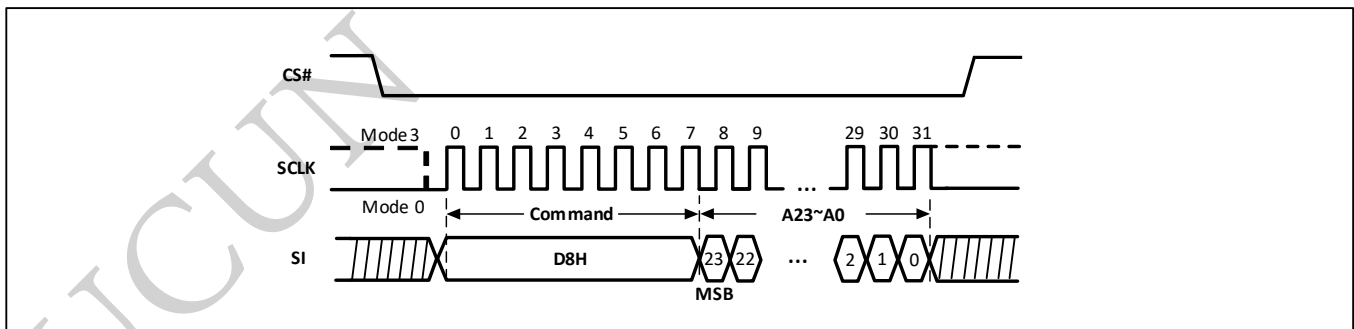 CS#
Mode 3 0 1 2 3 4 5 6 7 8 9 29 30 31
SCLK ...
Mode 0 Command A23~A0
SI D8H 23 22 ... 2 1 0
MSB
UCUN